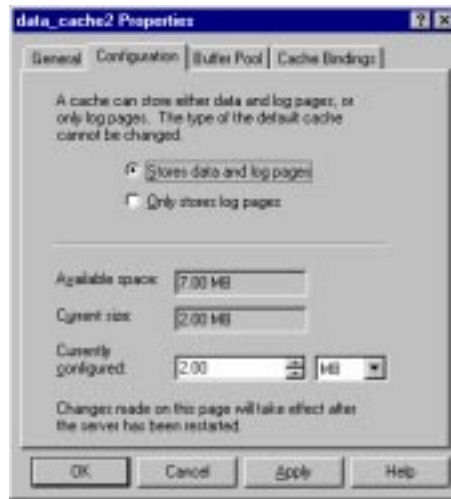 data_cache2 Properties
General Configuration Buffer Pool Cache Bindings
A cache can store either data and log pages, or
only log pages. The type of the default cache
cannot be changed.
Stores data and log pages
Only stores log pages
Available space: 7.00 MB
Current size: 2.00 MB
Currently
configured: 2.00 MB
Changes made on this page will take effect after
the server has been restarted.
OK Cancel Apply Help